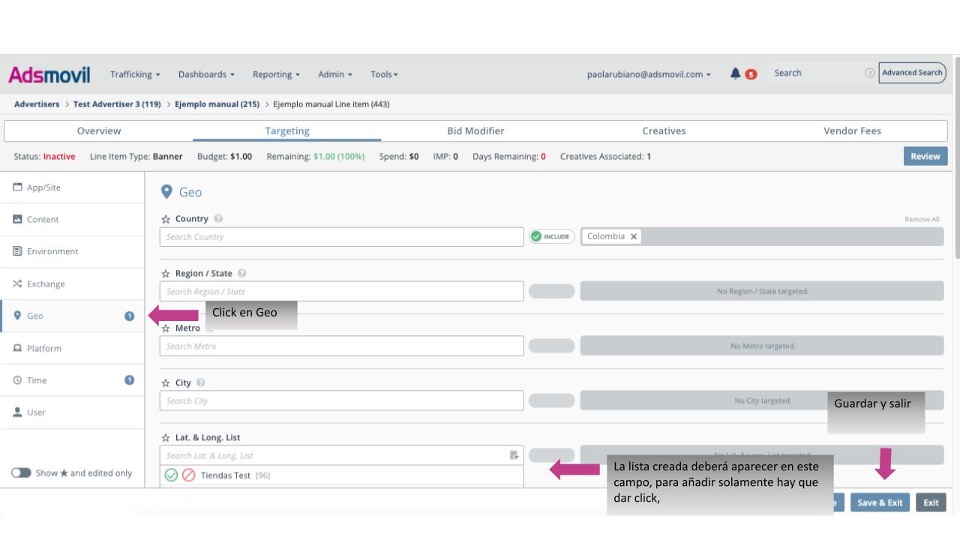 Adsmovil Trafficking Dashboards Reporting Admin Tools paolarubiano@adsmovil.com 5 Search Advanced Search
Advertisers > Test Advertiser 3 (119) > Ejemplo manual (215) > Ejemplo manual Line item (443)
Overview Targeting Bid Modifier Creatives Vendor Fees
Status: Inactive Line Item Type: Banner Budget: $1.00 Remaining: $1.00 (100%) Spend: $0 IMP: 0 Days Remaining: 0 Creatives Associated: 1 Review
App/Site
Content
Environment
Exchange
Geo 1
Platform
Time 1
User
Show ★ and edited only
Geo
Country Remove All
Search Country INCLUDE Colombia ×
Region / State
Search Region / State No Region / State targeted.
Click en Geo
Metro
Search Metro No Metro targeted.
City
Search City No City targeted.
Guardar y salir
Lat. & Long. List
Search Lat. & Long. List No Lat. & Long. List targeted.
Tiendas Test (96)
La lista creada deberá aparecer en este
campo, para añadir solamente hay que
dar click,
Save & Exit Exit